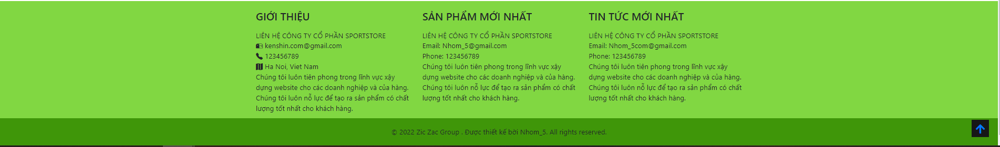 GIỚI THIỆU
LIÊN HỆ CÔNG TY CỔ PHẦN SPORTSTORE
kenshin.com@gmail.com
123456789
Ha Noi, Viet Nam
Chúng tôi luôn tiên phong trong lĩnh vực xậy
dựng website cho các doanh nghiệp và của hàng.
Chúng tôi luôn nỗ lực để tạo ra sản phẩm có chất
lượng tốt nhất cho khách hàng.
SẢN PHẨM MỚI NHẤT
LIÊN HỆ CÔNG TY CỔ PHẦN SPORTSTORE
Email: Nhom_5@gmail.com
Phone: 123456789
Chúng tôi luôn tiên phong trong lĩnh vực xậy
dựng website cho các doanh nghiệp và của hàng.
Chúng tôi luôn nỗ lực để tạo ra sản phẩm có chất
lượng tốt nhất cho khách hàng.
TIN TỨC MỚI NHẤT
LIÊN HỆ CÔNG TY CỔ PHẦN SPORTSTORE
Email: Nhom_5com@gmail.com
Phone: 123456789
Chúng tôi luôn tiên phong trong lĩnh vực xậy
dựng website cho các doanh nghiệp và của hàng.
Chúng tôi luôn nỗ lực để tạo ra sản phẩm có chất
lượng tốt nhất cho khách hàng.
© 2022 Zic Zac Group . Được thiết kế bời Nhom_5. All rights reserved.